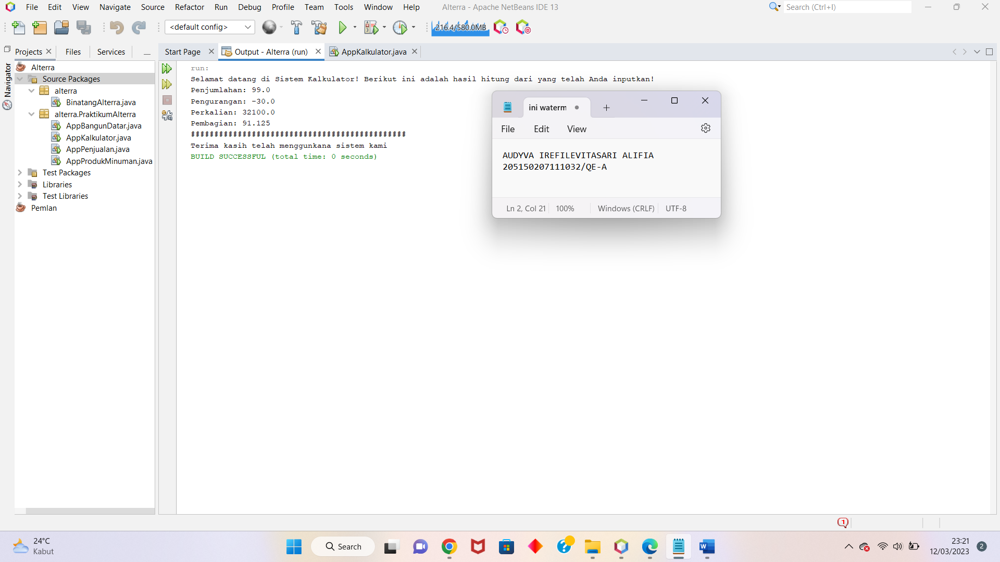 File Edit View Navigate Source Refactor Run Debug Profile Team Tools Window Help
Alterra - Apache NetBeans IDE 13
Search (Ctrl+I)
<default config>
216.4/580.0MB
Projects Files Services
Start Page Output - Alterra (run) AppKalkulator.java
Navigator
Alterra
Source Packages
alterra
BinatangAlterra.java
alterra.PraktikumAlterra
AppBangunDatar.java
AppKalkulator.java
AppPenjualan.java
AppProdukMinuman.java
Test Packages
Libraries
Test Libraries
Pemlan
run:
Selamat datang di Sistem Kalkulator! Berikut ini adalah hasil hitung dari yang telah Anda inputkan!
Penjumlahan: 99.0
Pengurangan: -30.0
Perkalian: 32100.0
Pembagian: 91.125
##############################################
Terima kasih telah menggunkana sistem kami
BUILD SUCCESSFUL (total time: 0 seconds)
ini waterm
File Edit View
AUDYVA IREFILEVITASARI ALIFIA
205150207111032/QE-A
Ln 2, Col 21 100% Windows (CRLF) UTF-8
1
24°C
Kabut
Search
23:21
12/03/2023
2